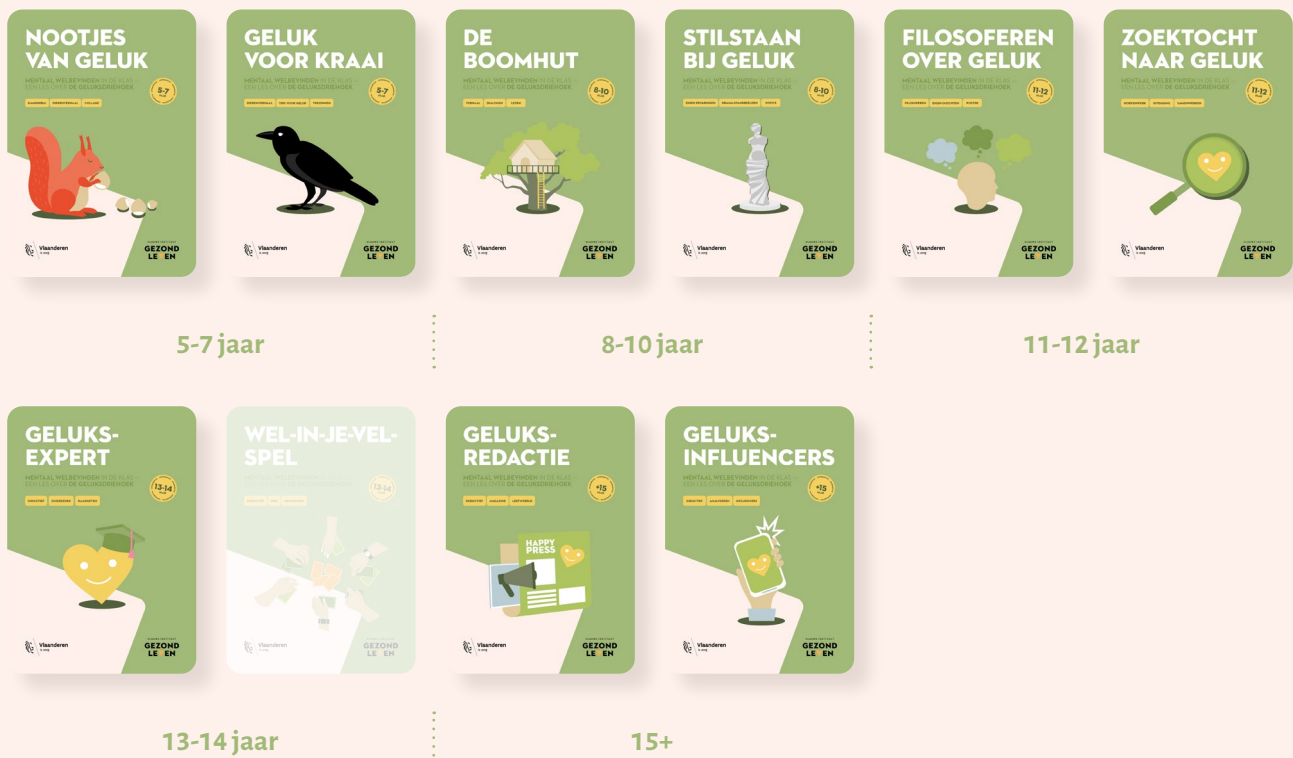 NOOTJES
VAN GELUK
MENTAAL WELBEVINDEN IN DE KLAS –
EEN LES OVER DE GELUKSDRIEHOEK
5-7
Vlaanderen
GEZOND
LEVEN
GELUK
VOOR KRAAI
MENTAAL WELBEVINDEN IN DE KLAS –
EEN LES OVER DE GELUKSDRIEHOEK
5-7
DIERENVERHAAL
Vlaanderen
GEZOND
LEVEN
DE
BOOMHUT
MENTAAL WELBEVINDEN IN DE KLAS –
EEN LES OVER DE GELUKSDRIEHOEK
8-10
VERHAAL
LEZEN
Vlaanderen
GEZOND
LEVEN
STILSTAAN
BIJ GELUK
MENTAAL WELBEVINDEN IN DE KLAS –
EEN LES OVER DE GELUKSDRIEHOEK
8-10
Vlaanderen
GEZOND
LEVEN
FILOSOFEREN
OVER GELUK
MENTAAL WELBEVINDEN IN DE KLAS –
EEN LES OVER DE GELUKSDRIEHOEK
11-12
FILOSOFEREN
Vlaanderen
GEZOND
LEVEN
ZOEKTOCHT
NAAR GELUK
MENTAAL WELBEVINDEN IN DE KLAS –
EEN LES OVER DE GELUKSDRIEHOEK
11-12
Vlaanderen
GEZOND
LEVEN
5-7 jaar
8-10 jaar
11-12 jaar
GELUKS-
EXPERT
MENTAAL WELBEVINDEN IN DE KLAS –
EEN LES OVER DE GELUKSDRIEHOEK
13-14
Vlaanderen
GEZOND
LEVEN
WEL-IN-JE-VEL-
SPEL
13-14
Vlaanderen
GEZOND
LEVEN
GELUKS-
REDACTIE
MENTAAL WELBEVINDEN IN DE KLAS –
EEN LES OVER DE GELUKSDRIEHOEK
+15
MAGAZINE
HAPPY
PRESS
Vlaanderen
GEZOND
LEVEN
GELUKS-
INFLUENCERS
MENTAAL WELBEVINDEN IN DE KLAS –
EEN LES OVER DE GELUKSDRIEHOEK
+15
INFLUENCERS
Vlaanderen
GEZOND
LEVEN
13-14 jaar
15+